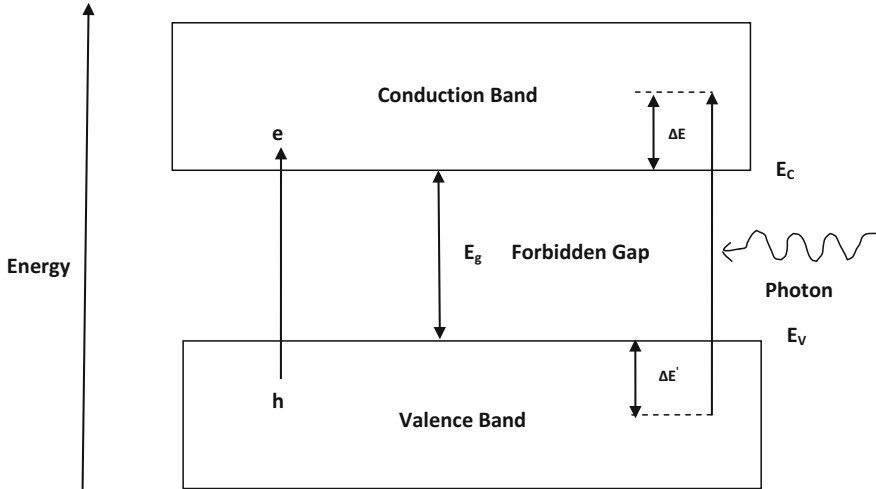 Conduction Band
e
ΔE
E_C
Energy
E_g
Forbidden Gap
Photon
E_V
ΔE'
h
Valence Band